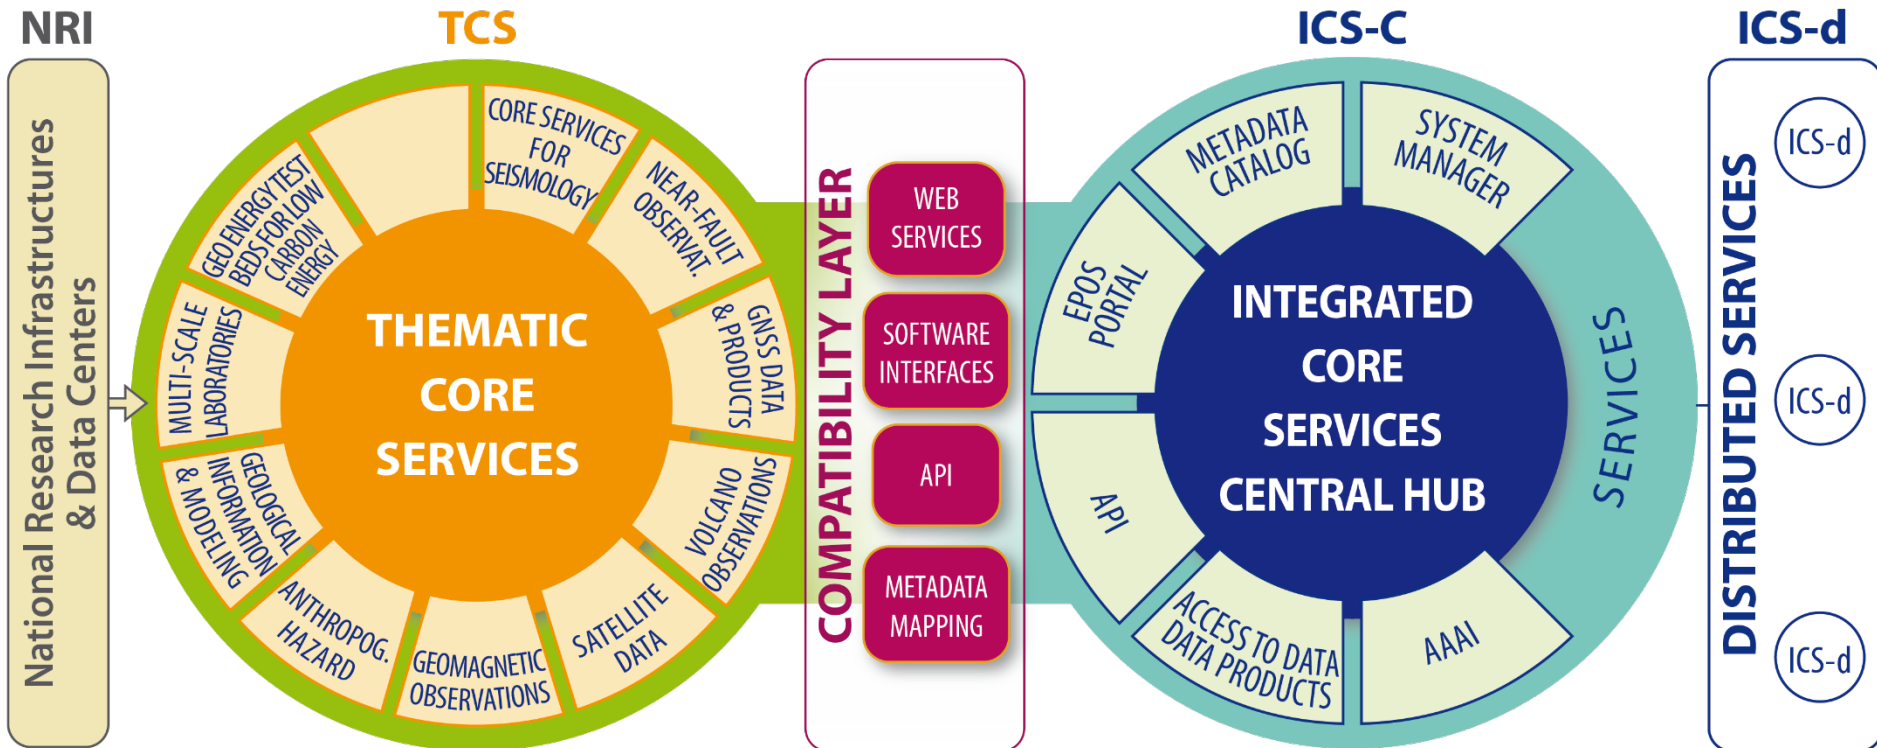 NRI
National Research Infrastructures
& Data Centers
TCS
CORE SERVICES
FOR
SEISMOLOGY
NEAR-FAULT
OBSERVAT.
GNSS DATA
& PRODUCTS
VOLCANO
OBSERVATIONS
SATELLITE
DATA
GEOMAGNETIC
OBSERVATIONS
ANTHROPOG.
HAZARD
GEOLOGICAL
INFORMATION
& MODELING
MULTI-SCALE
LABORATORIES
GEO ENERGY TEST
BEDS FOR LOW
CARBON
ENERGY
THEMATIC
CORE
SERVICES
COMPATIBILITY LAYER
WEB
SERVICES
SOFTWARE
INTERFACES
API
METADATA
MAPPING
ICS-C
METADATA
CATALOG
SYSTEM
MANAGER
EPOS
PORTAL
API
ACCESS TO DATA
DATA PRODUCTS
AAAI
INTEGRATED
CORE
SERVICES
CENTRAL HUB
SERVICES
ICS-d
DISTRIBUTED SERVICES
ICS-d
ICS-d
ICS-d